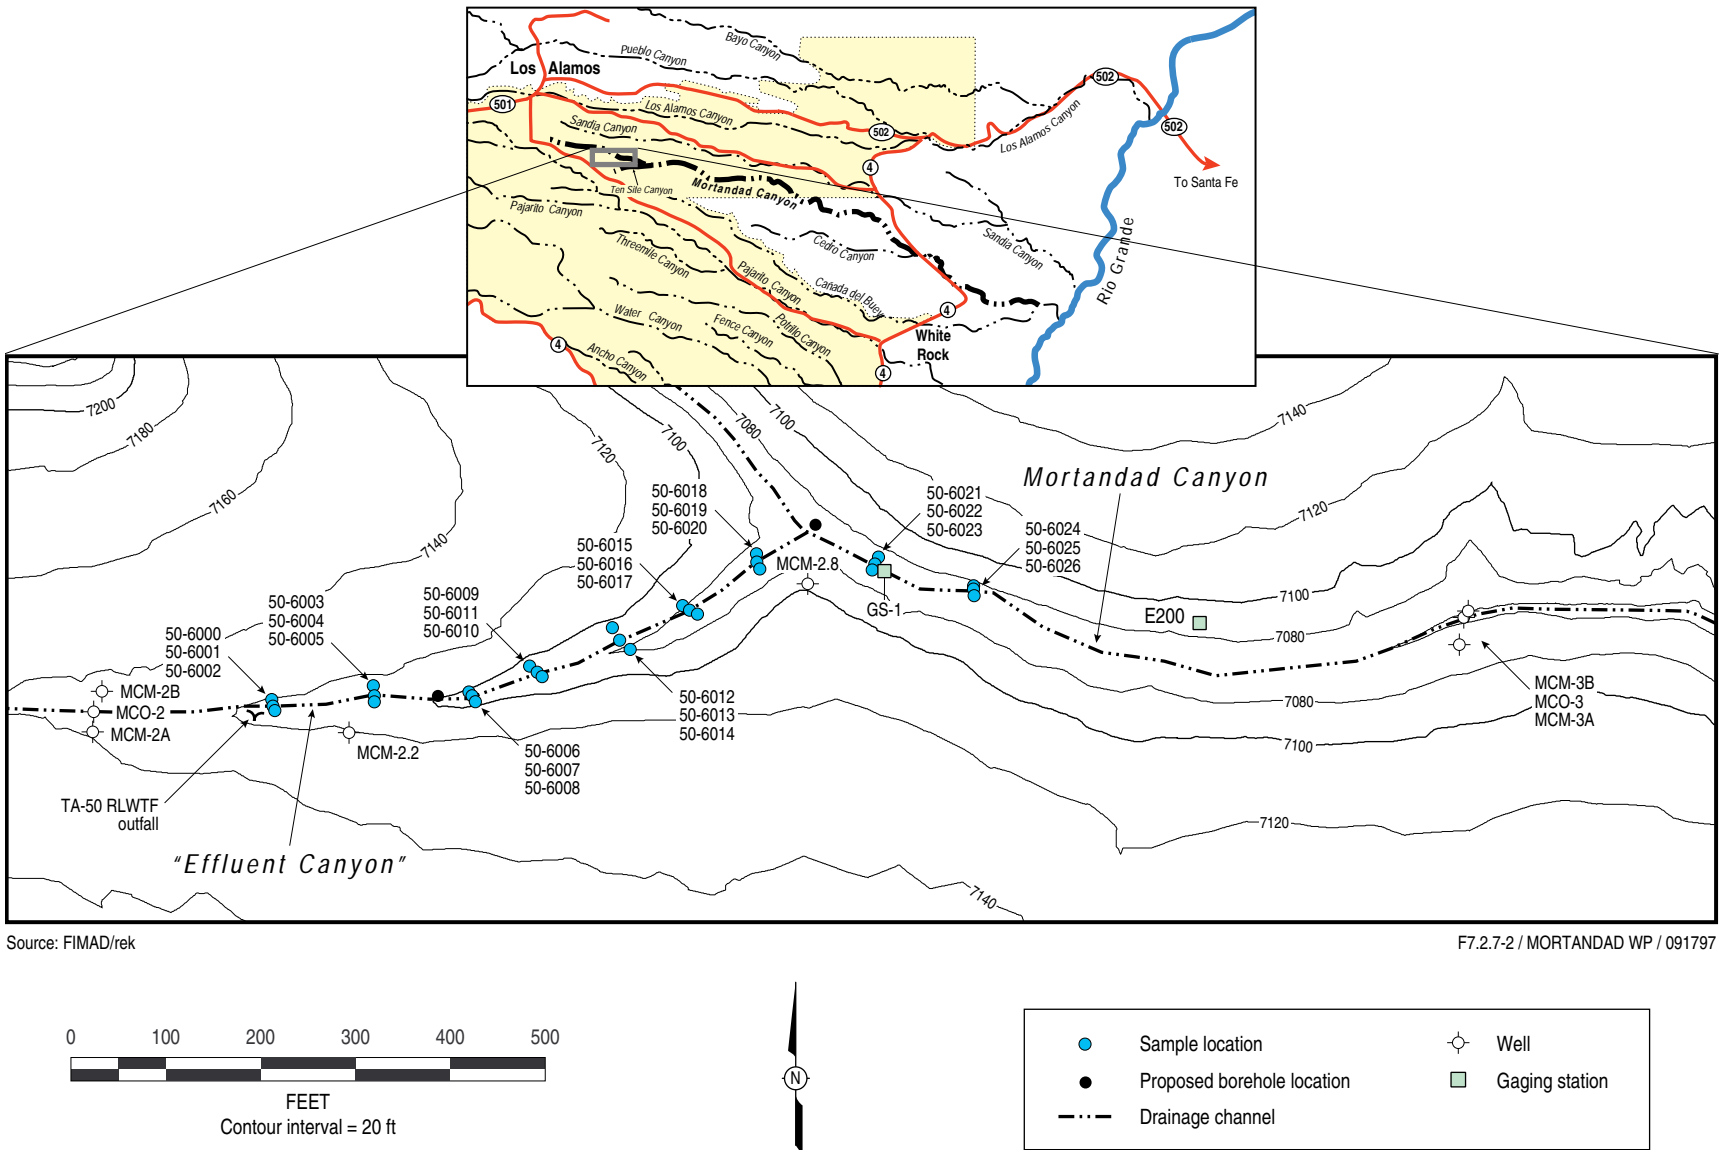 Bayo Canyon
Pueblo Canyon
Los Alamos
501
Los Alamos Canyon
Sandia Canyon
502
502
Los Alamos Canyon
502
4
To Santa Fe
Ten Site Canyon
Mortandad Canyon
Pajarito Canyon
Threemile Canyon
Cedro Canyon
Sandia Canyon
Rio Grande
Pajarito Canyon
Cañada del Buey
Water Canyon
Fence Canyon
Potrillo Canyon
4
White
Rock
4
Ancho Canyon
4
7200
7180
7160
7140
7120
7100
7080
7100
7140
7120
7100
7080
7080
7100
7120
7140
Mortandad Canyon
50-6018
50-6019
50-6020
50-6021
50-6022
50-6023
50-6024
50-6025
50-6026
50-6015
50-6016
50-6017
MCM-2.8
GS-1
E200
50-6009
50-6011
50-6010
50-6003
50-6004
50-6005
50-6000
50-6001
50-6002
MCM-2B
MCO-2
MCM-2A
MCM-2.2
50-6012
50-6013
50-6014
50-6006
50-6007
50-6008
MCM-3B
MCO-3
MCM-3A
TA-50 RLWTF
outfall
“Effluent Canyon”
Source: FIMAD/rek
F7.2.7-2 / MORTANDAD WP / 091797
0 100 200 300 400 500
FEET
Contour interval = 20 ft
N
Sample location
Well
Proposed borehole location
Gaging station
Drainage channel